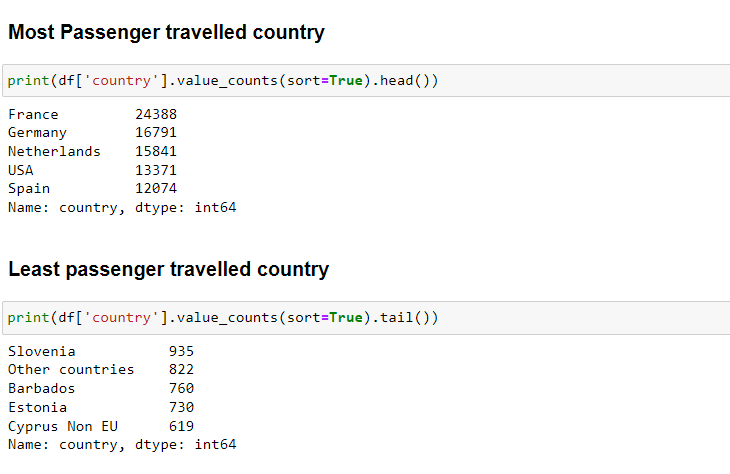 Most Passenger travelled country
print(df['country'].value_counts(sort=True).head())
France         24388
Germany        16791
Netherlands    15841
USA            13371
Spain          12074
Name: country, dtype: int64
Least passenger travelled country
print(df['country'].value_counts(sort=True).tail())
Slovenia           935
Other countries    822
Barbados           760
Estonia            730
Cyprus Non EU      619
Name: country, dtype: int64